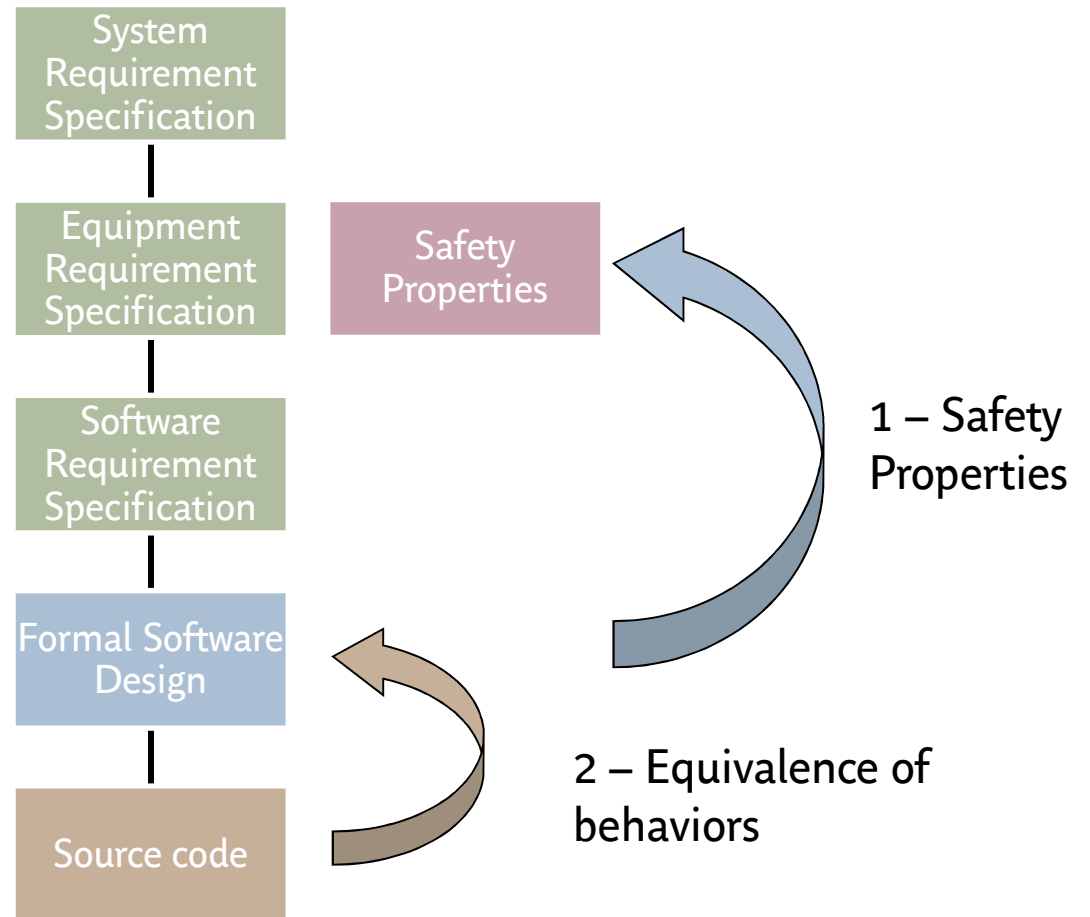 System
Requirement
Specification
Equipment
Requirement
Specification
Safety
Properties
Software
Requirement
Specification
1 – Safety
Properties
Formal Software
Design
2 – Equivalence of
behaviors
Source code